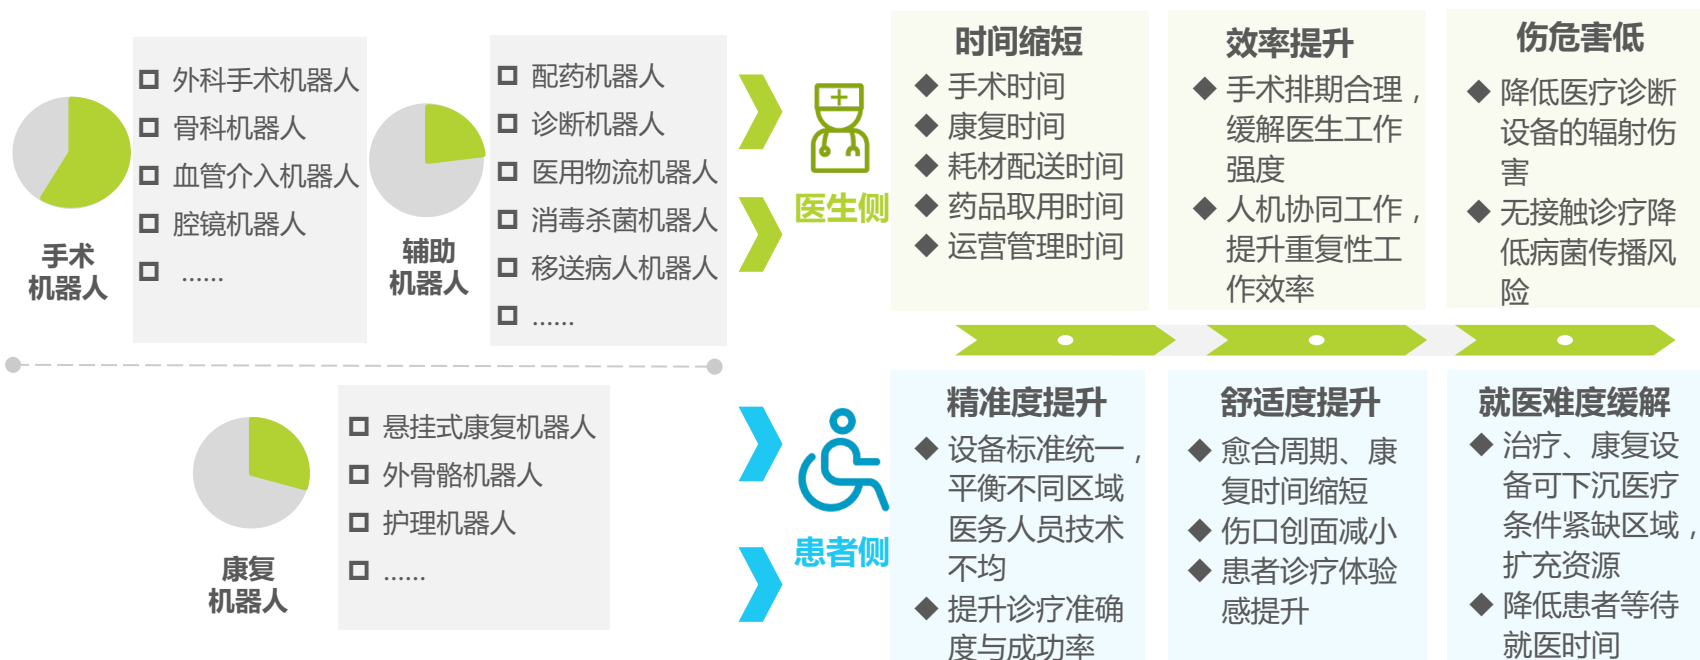 外科手术机器人
骨科机器人
血管介入机器人
腔镜机器人
......
手术
机器人
配药机器人
诊断机器人
医用物流机器人
消毒杀菌机器人
移送病人机器人
......
辅助
机器人
医生侧
时间缩短
手术时间
康复时间
耗材配送时间
药品取用时间
运营管理时间
效率提升
手术排期合理，
缓解医生工作
强度
人机协同工作，
提升重复性工
作效率
伤危害低
降低医疗诊断
设备的辐射伤
害
无接触诊疗降
低病菌传播风
险
悬挂式康复机器人
外骨骼机器人
护理机器人
......
康复
机器人
患者侧
精准度提升
设备标准统一，
平衡不同区域
医务人员技术
不均
提升诊疗准确
度与成功率
舒适度提升
愈合周期、康
复时间缩短
伤口创面减小
患者诊疗体验
感提升
就医难度缓解
治疗、康复设
备可下沉医疗
条件紧缺区域，
扩充资源
降低患者等待
就医时间